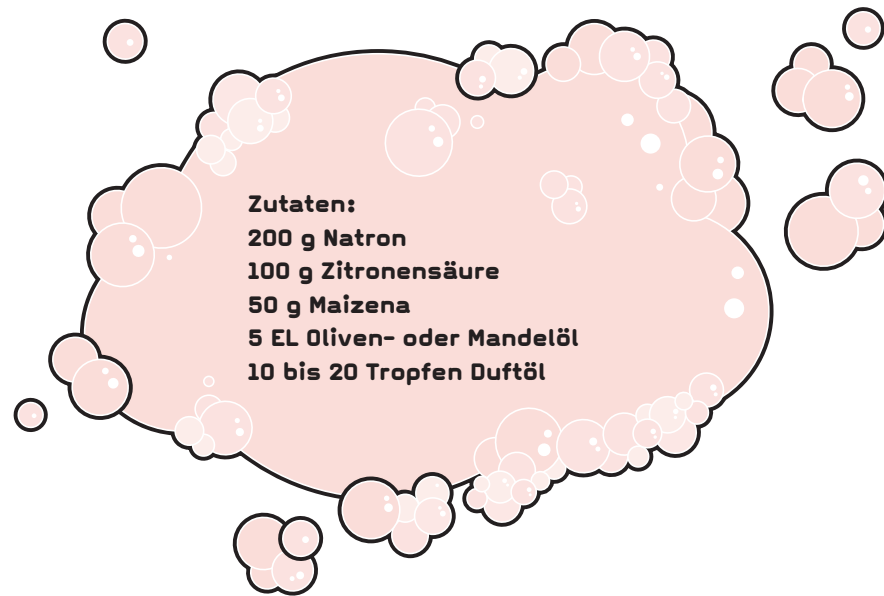 Zutaten:
200 g Natron
100 g Zitronensäure
50 g Maizena
5 EL Oliven- oder Mandelöl
10 bis 20 Tropfen Duftöl